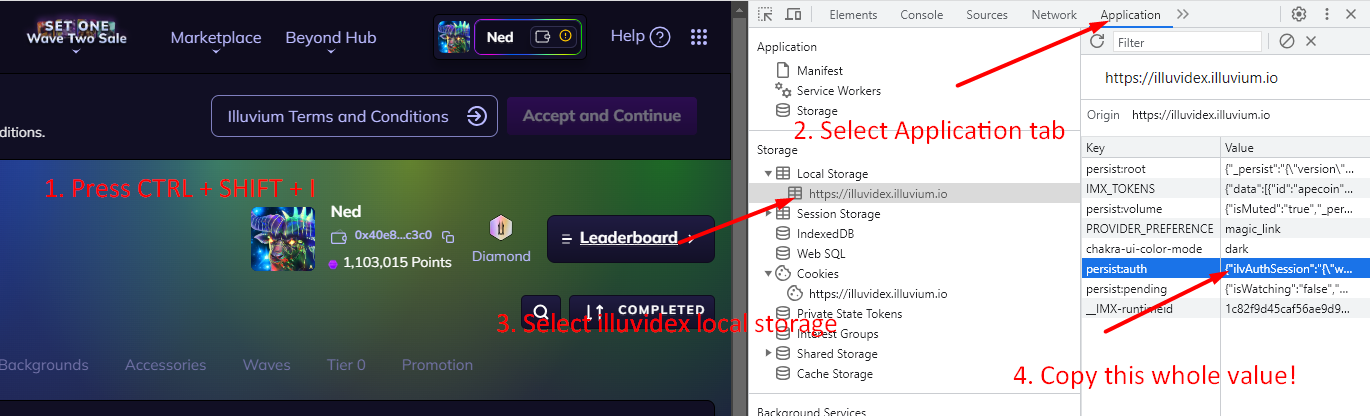 SET ONE
Wave Two Sale
Marketplace
Beyond Hub
Ned
Help
Illuvium Terms and Conditions
Accept and Continue
nditions.
1. Press CTRL + SHIFT + I
Ned
0x40e8...c3c0
1,103,015 Points
Diamond
Leaderboard
COMPLETED
3. Select illuvidex local storage
Backgrounds
Accessories
Waves
Tier 0
Promotion
Elements
Console
Sources
Network
Application
Application
Manifest
Service Workers
Storage
2. Select Application tab
Storage
Local Storage
https://illuvidex.illuvium.io
Session Storage
IndexedDB
Web SQL
Cookies
https://illuvidex.illuvium.io
Private State Tokens
Interest Groups
Shared Storage
Cache Storage
Background Services
Filter
https://illuvidex.illuvium.io
Origin https://illuvidex.illuvium.io
Key Value
persist:root {"_persist":"{\"version\"...
IMX_TOKENS {"data":[{"id":"apecoin"...
persist:volume {"isMuted":"true","_per...
PROVIDER_PREFERENCE magic_link
chakra-ui-color-mode dark
persist:auth {"ilvAuthSession":"{\"w...
persist:pending {"isWatching":"false","...
__IMX-runtimeid 1c82f9d45caf56ae9d9...
4. Copy this whole value!